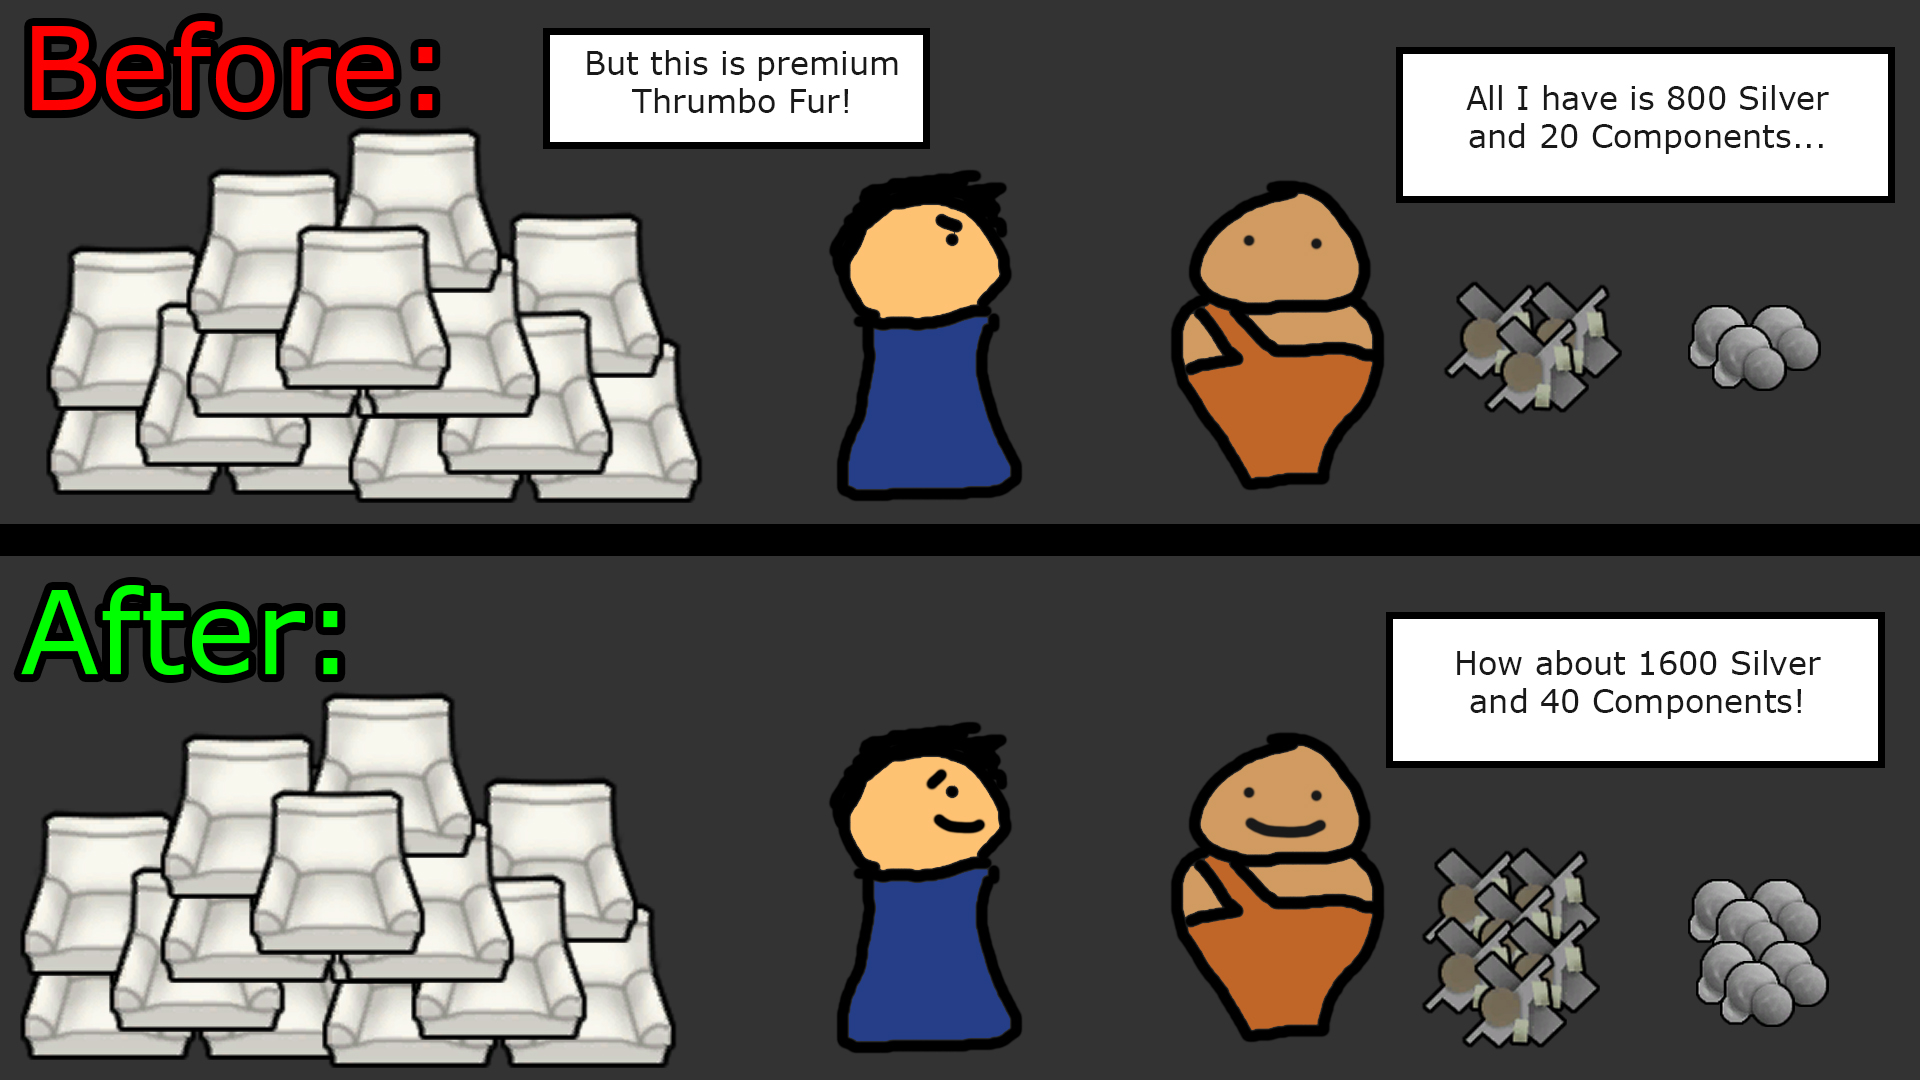 Before:
But this is premium
Thrumbo Fur!
All I have is 800 Silver
and 20 Components...
After:
How about 1600 Silver
and 40 Components!